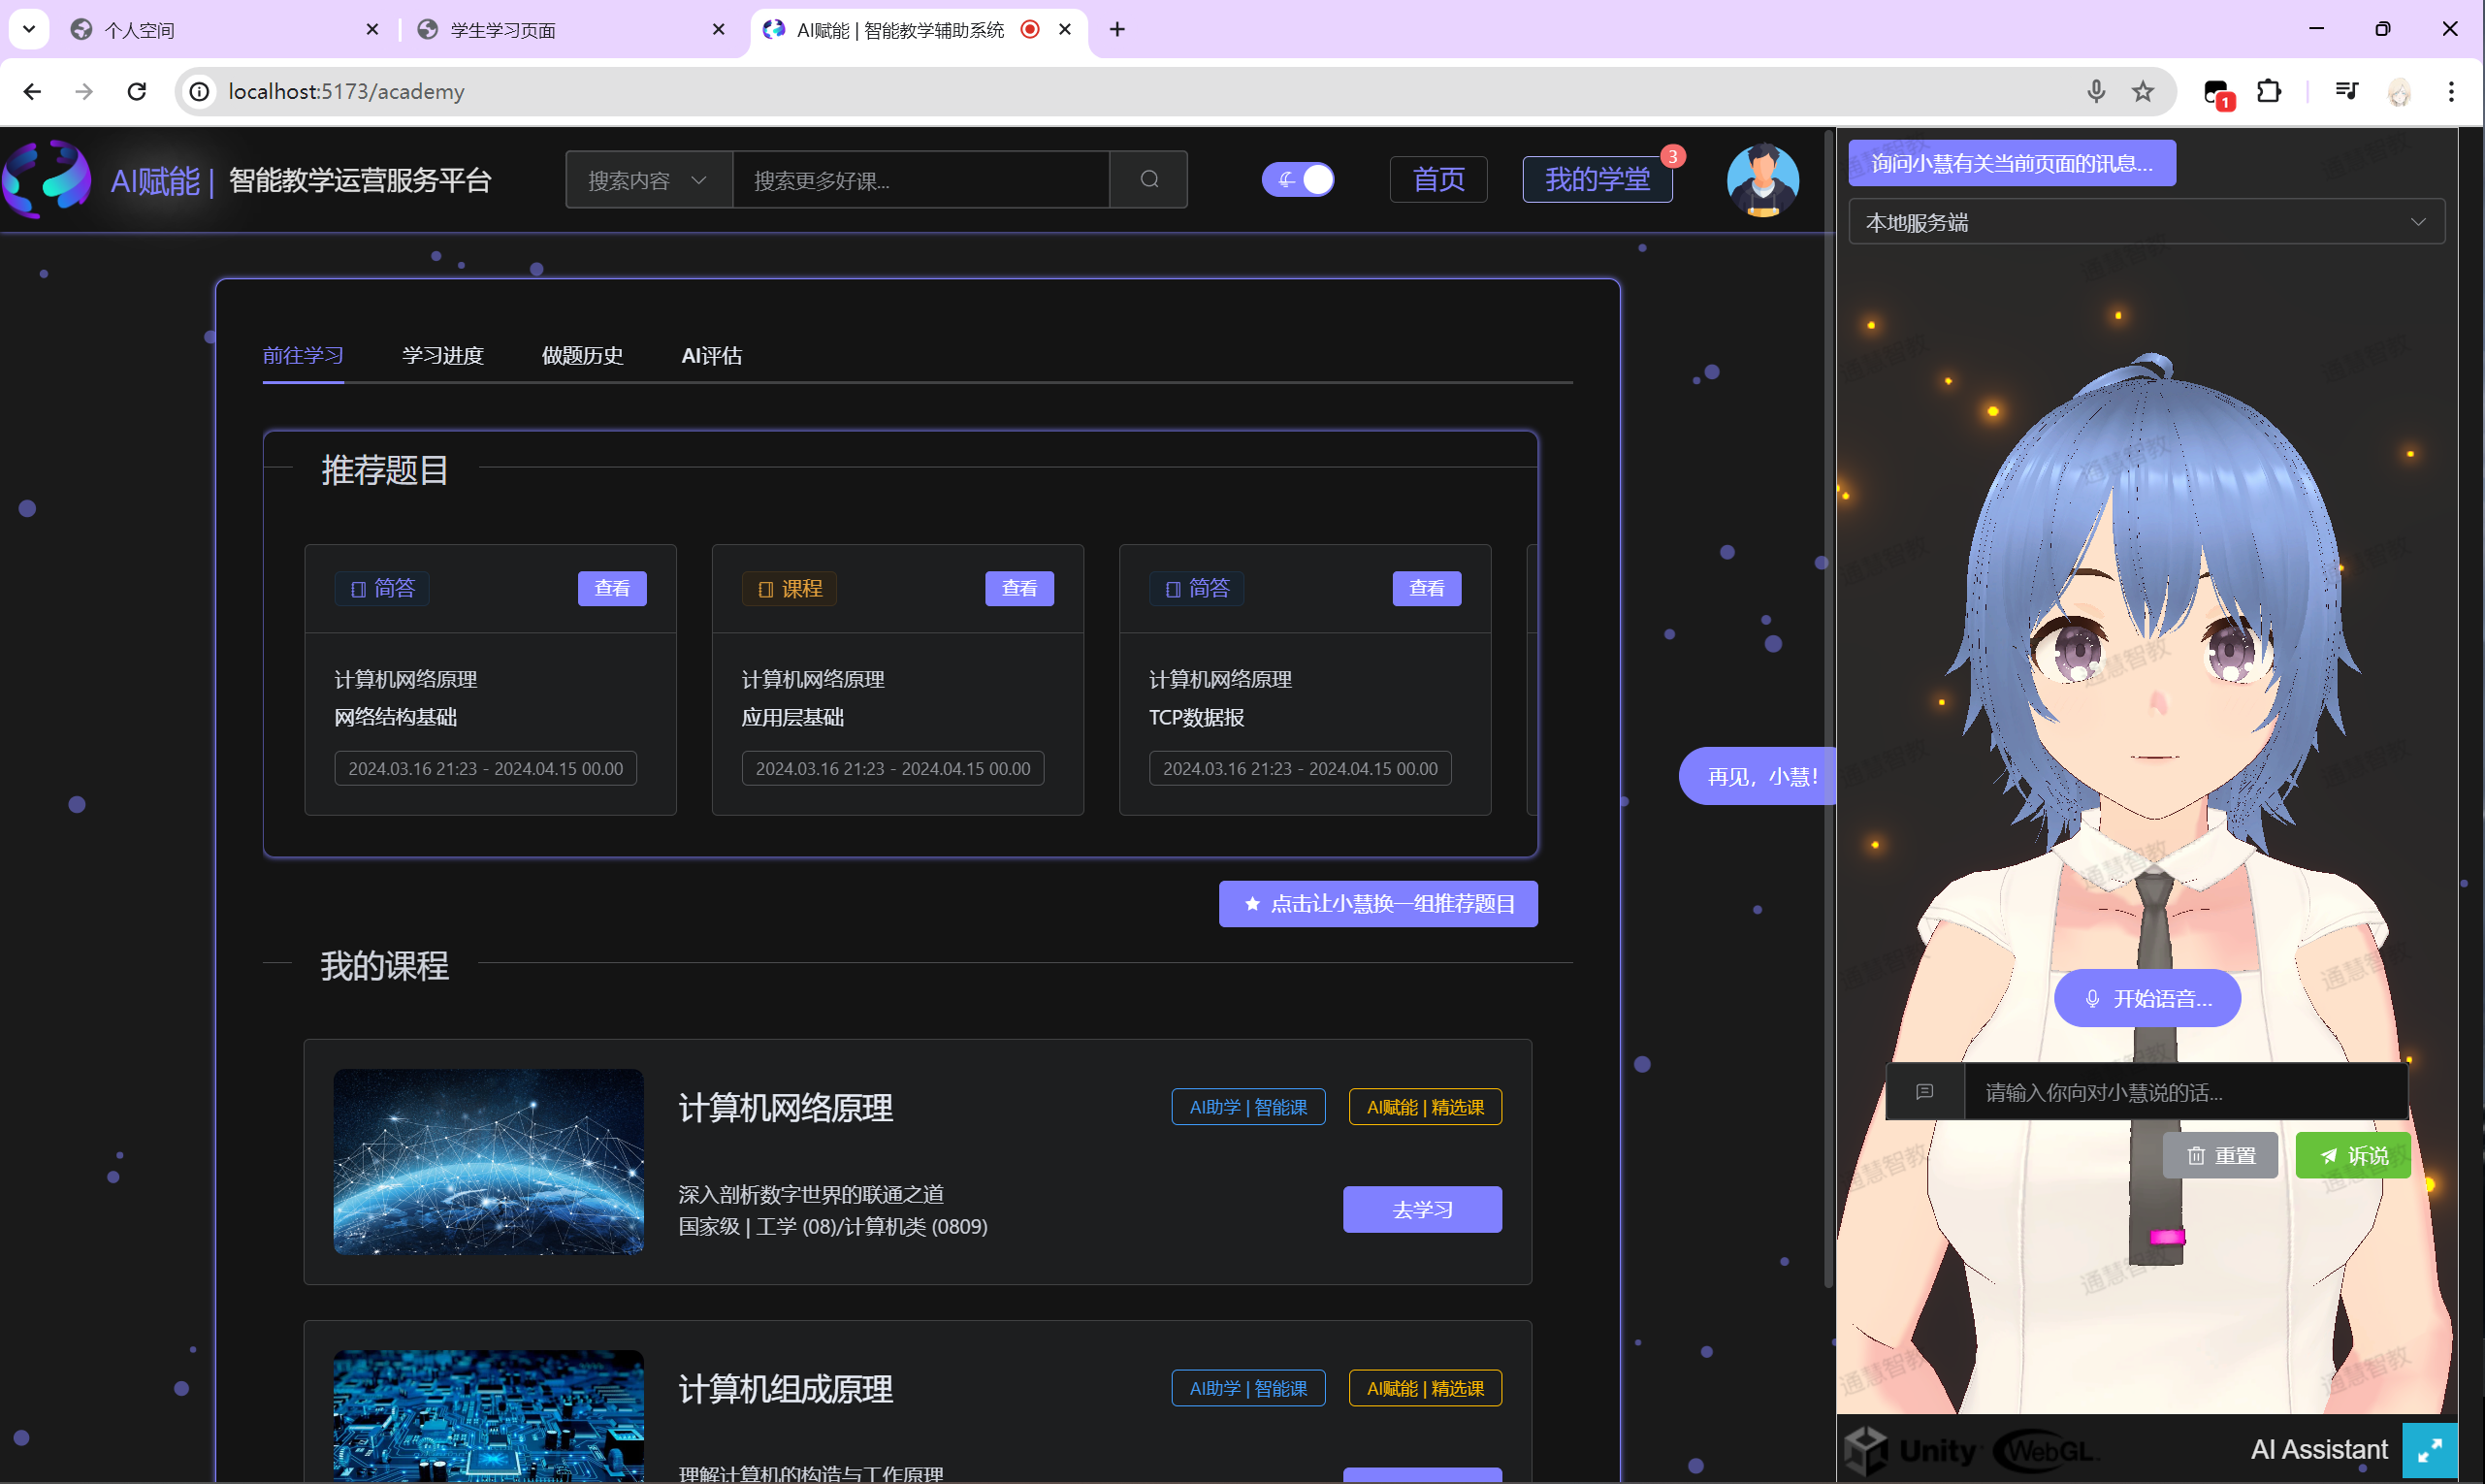 个人空间
学生学习页面
AI赋能 | 智能教学辅助系统
localhost:5173/academy
1
AI赋能 | 智能教学运营服务平台
搜索内容
搜索更多好课...
首页
我的学堂
3
前往学习
学习进度
做题历史
AI评估
推荐题目
简答
查看
计算机网络原理
网络结构基础
2024.03.16 21:23 - 2024.04.15 00.00
课程
查看
计算机网络原理
应用层基础
2024.03.16 21:23 - 2024.04.15 00.00
简答
查看
计算机网络原理
TCP数据报
2024.03.16 21:23 - 2024.04.15 00.00
点击让小慧换一组推荐题目
我的课程
计算机网络原理
AI助学 | 智能课
AI赋能 | 精选课
深入剖析数字世界的联通之道
国家级 | 工学 (08)/计算机类 (0809)
去学习
计算机组成原理
AI助学 | 智能课
AI赋能 | 精选课
理解计算机的构造与工作原理
再见，小慧！
询问小慧有关当前页面的讯息...
本地服务端
通慧智教
开始语音...
请输入你向对小慧说的话...
重置
诉说
Unity
WebGL
AI Assistant